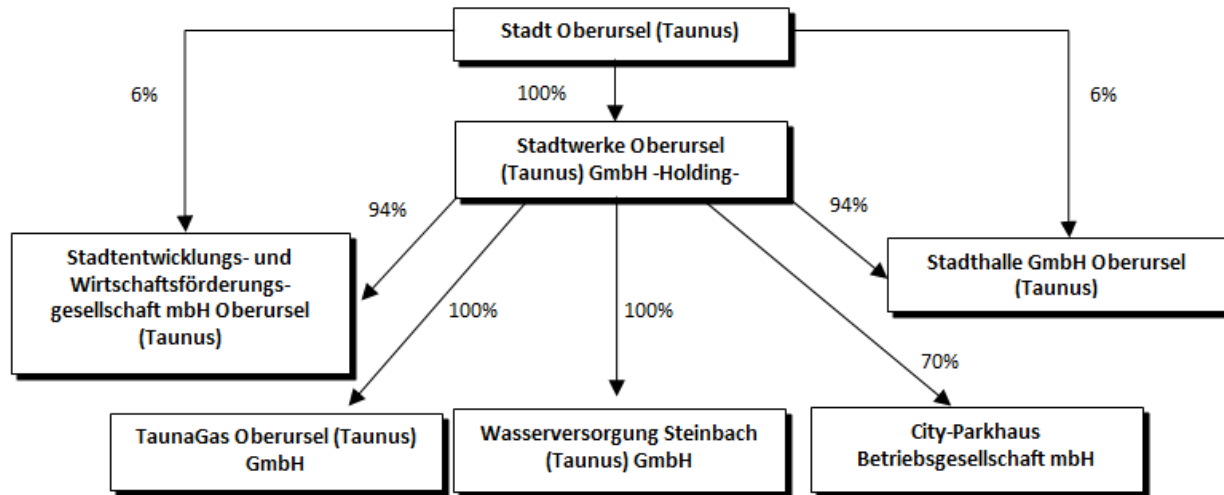 Stadt Oberursel (Taunus)
6%
100%
6%
Stadtwerke Oberursel
(Taunus) GmbH -Holding-
94%
94%
Stadtentwicklungs- und
Wirtschaftsförderungs-
gesellschaft mbH Oberursel
(Taunus)
Stadthalle GmbH Oberursel
(Taunus)
100%
100%
70%
TaunaGas Oberursel (Taunus)
GmbH
Wasserversorgung Steinbach
(Taunus) GmbH
City-Parkhaus
Betriebsgesellschaft mbH